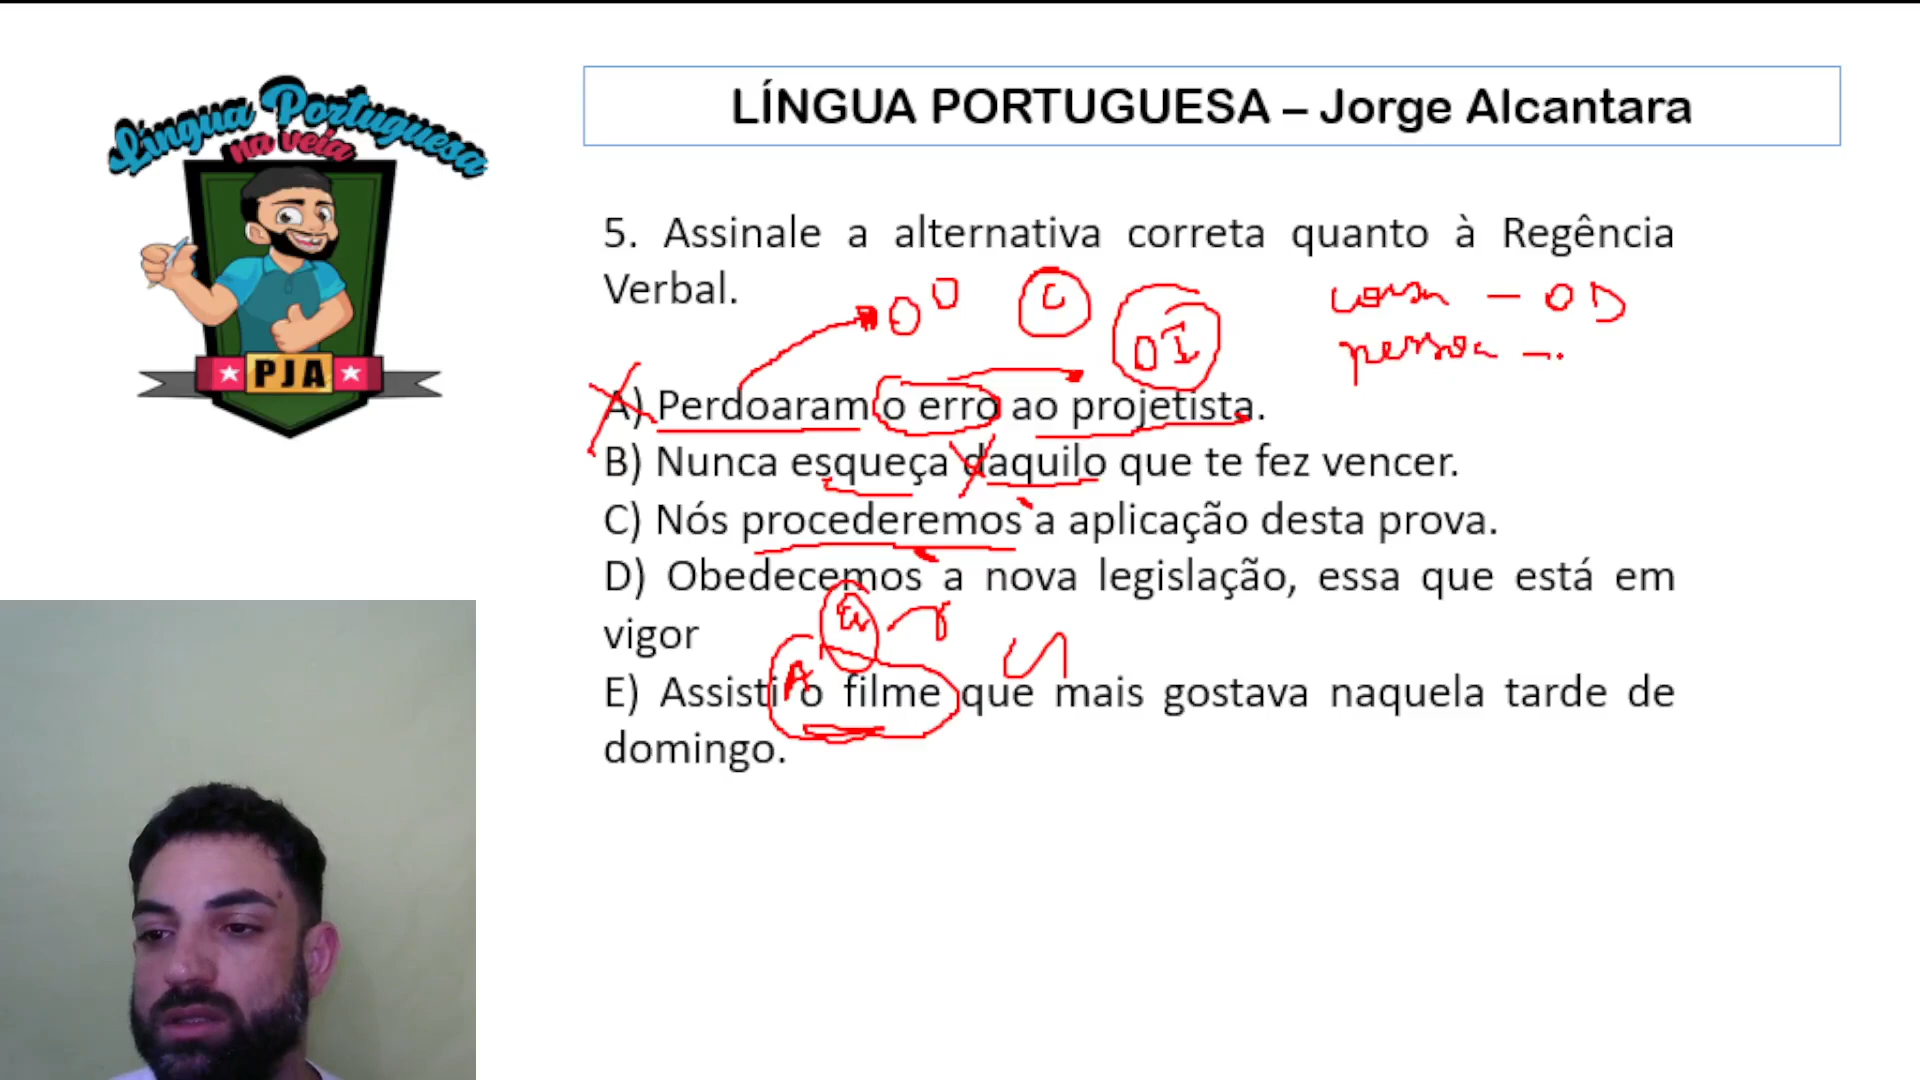 Língua Portuguesa
na veia
PJA
LÍNGUA PORTUGUESA – Jorge Alcantara
5. Assinale a alternativa correta quanto à Regência
Verbal.
coisa – OD
pessoa –
OD
OI
A) Perdoaram o erro ao projetista.
B) Nunca esqueça daquilo que te fez vencer.
C) Nós procederemos a aplicação desta prova.
D) Obedecemos a nova legislação, essa que está em
vigor
A
E) Assisti o filme que mais gostava naquela tarde de
domingo.